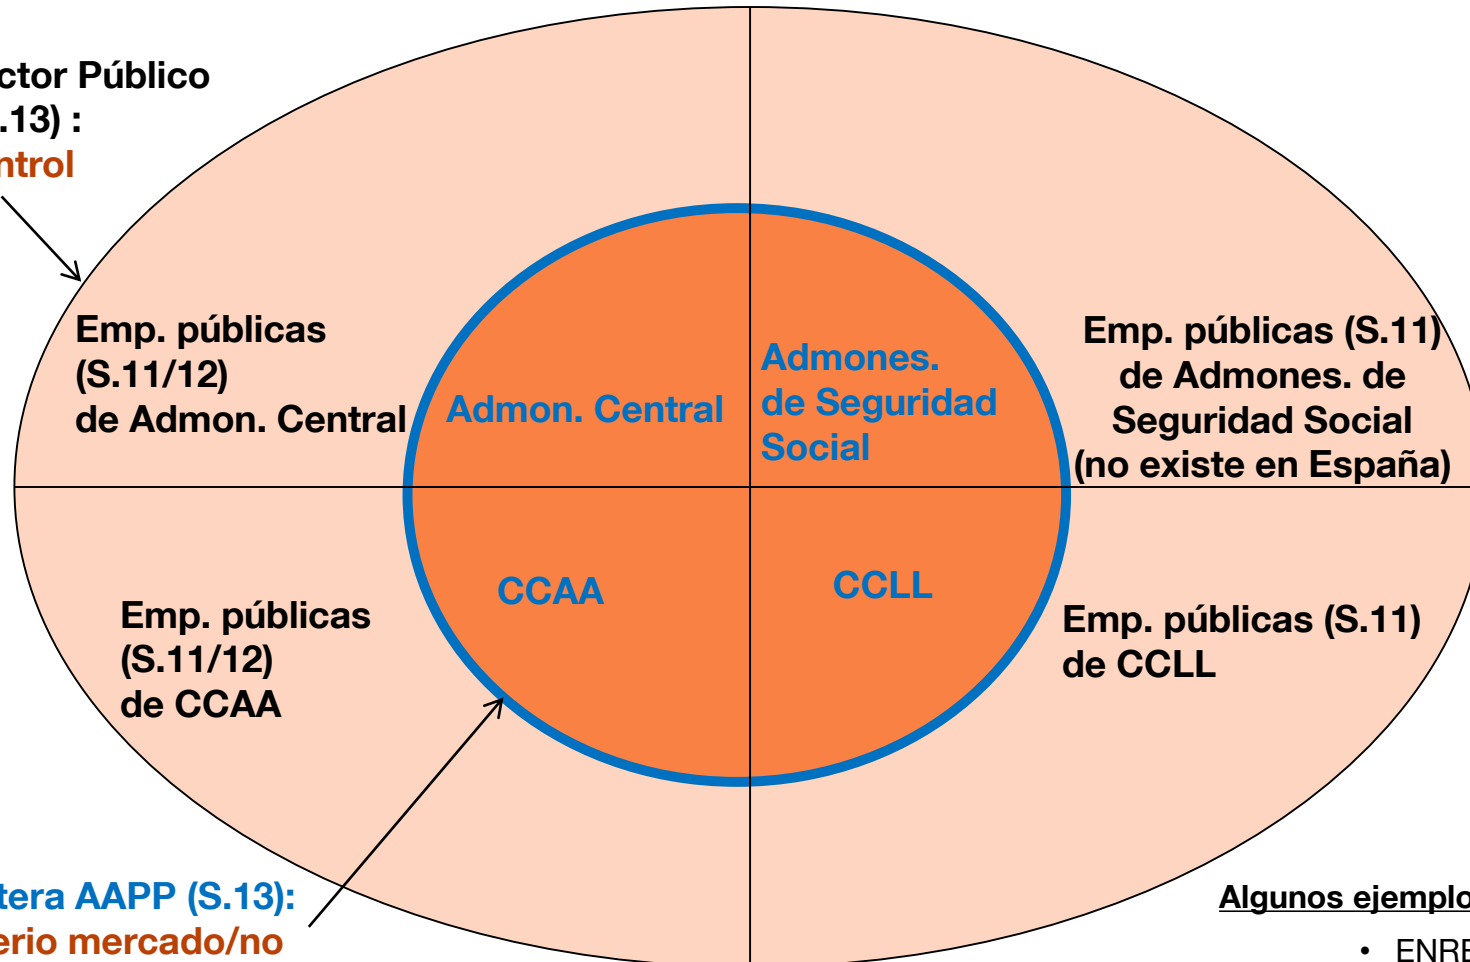 ctor Público
.13) :
ntrol
Emp. públicas
(S.11/12)
de Admon. Central
Admon. Central
Admones.
de Seguridad
Social
Emp. públicas (S.11)
de Admones. de
Seguridad Social
(no existe en España)
Emp. públicas
(S.11/12)
de CCAA
CCAA
CCLL
Emp. públicas (S.11)
de CCLL
tera AAPP (S.13):
erio mercado/no
Algunos ejemplo
• ENRE